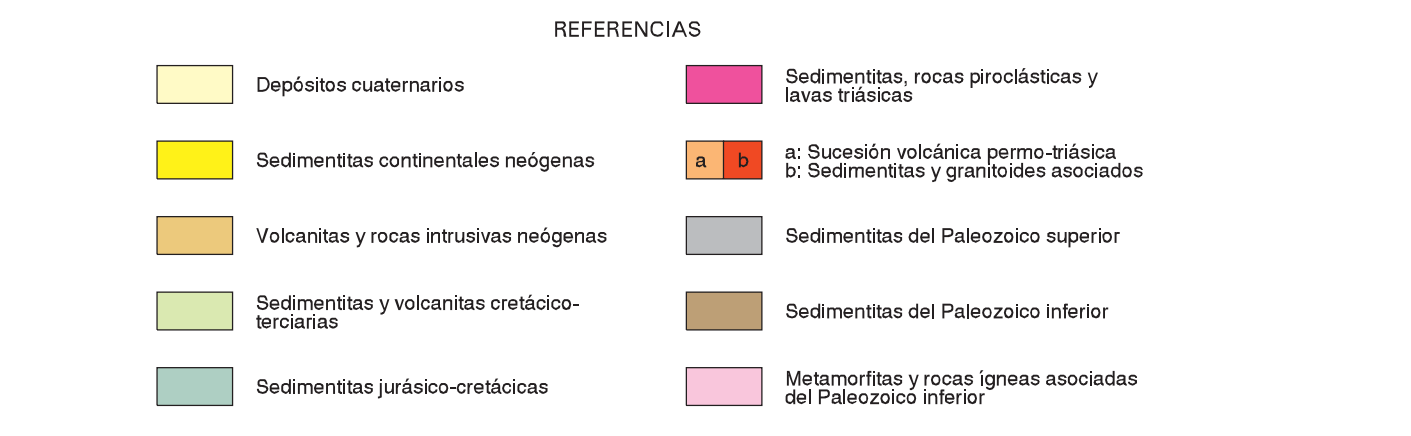 REFERENCIAS
Depósitos cuaternarios
Sedimentitas continentales neógenas
Volcanitas y rocas intrusivas neógenas
Sedimentitas y volcanitas cretácico-
terciarias
Sedimentitas jurásico-cretácicas
Sedimentitas, rocas piroclásticas y
lavas triásicas
a b
a: Sucesión volcánica permo-triásica
b: Sedimentitas y granitoides asociados
Sedimentitas del Paleozoico superior
Sedimentitas del Paleozoico inferior
Metamorfitas y rocas ígneas asociadas
del Paleozoico inferior